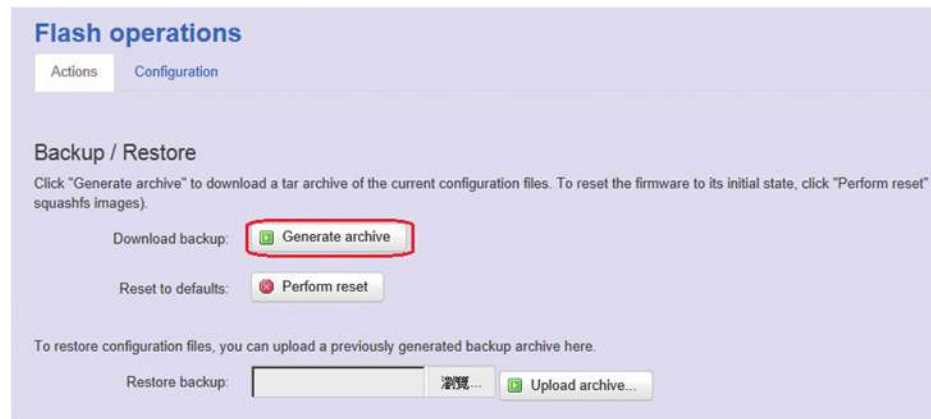 Flash operations
Actions Configuration
Backup / Restore
Click "Generate archive" to download a tar archive of the current configuration files. To reset the firmware to its initial state, click "Perform reset"
squashfs images).
Download backup: Generate archive
Reset to defaults: Perform reset
To restore configuration files, you can upload a previously generated backup archive here.
Restore backup: 瀏覽... Upload archive...